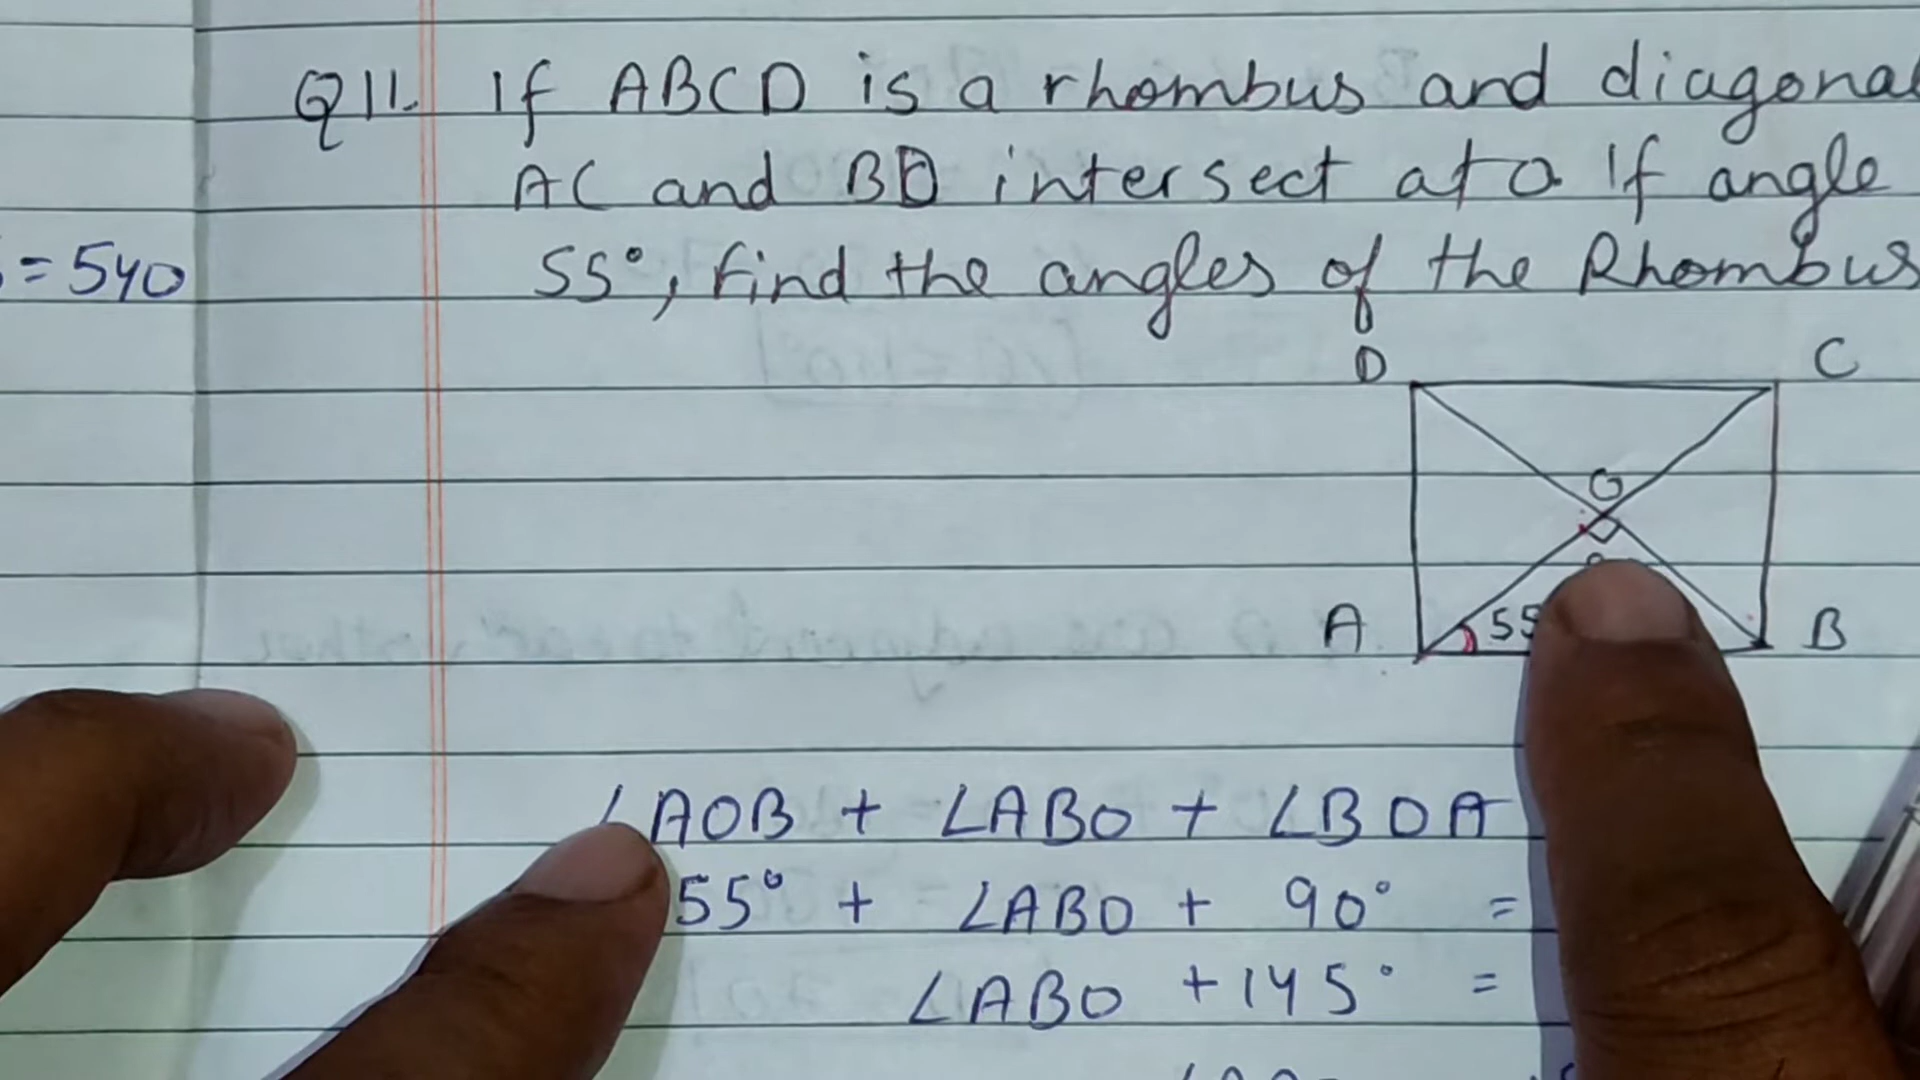 Q11. If ABCD is a rhombus and diagonal
AC and BD intersect at o. If angle
= 540
55°, find the angles of the Rhombus
D C
O
A 55 B
∠AOB + ∠ABO + ∠BOA
55° + ∠ABO + 90° =
∠ABO + 145° =